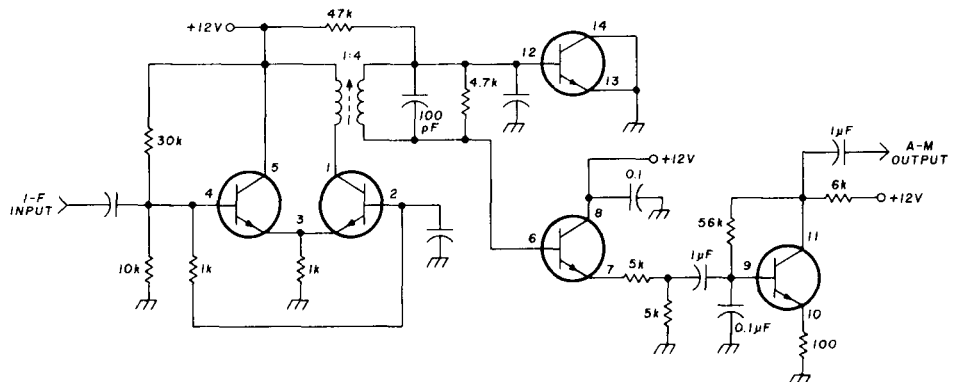 47k
+12V
14
12
1:4
13
4.7k
100
pF
30k
1µF
A-M
OUTPUT
+12V
5
1
0.1
6k
+12V
I-F
INPUT
4
2
8
56k
11
3
6
1µF
7
5k
9
10k
1k
1k
5k
0.1µF
10
100